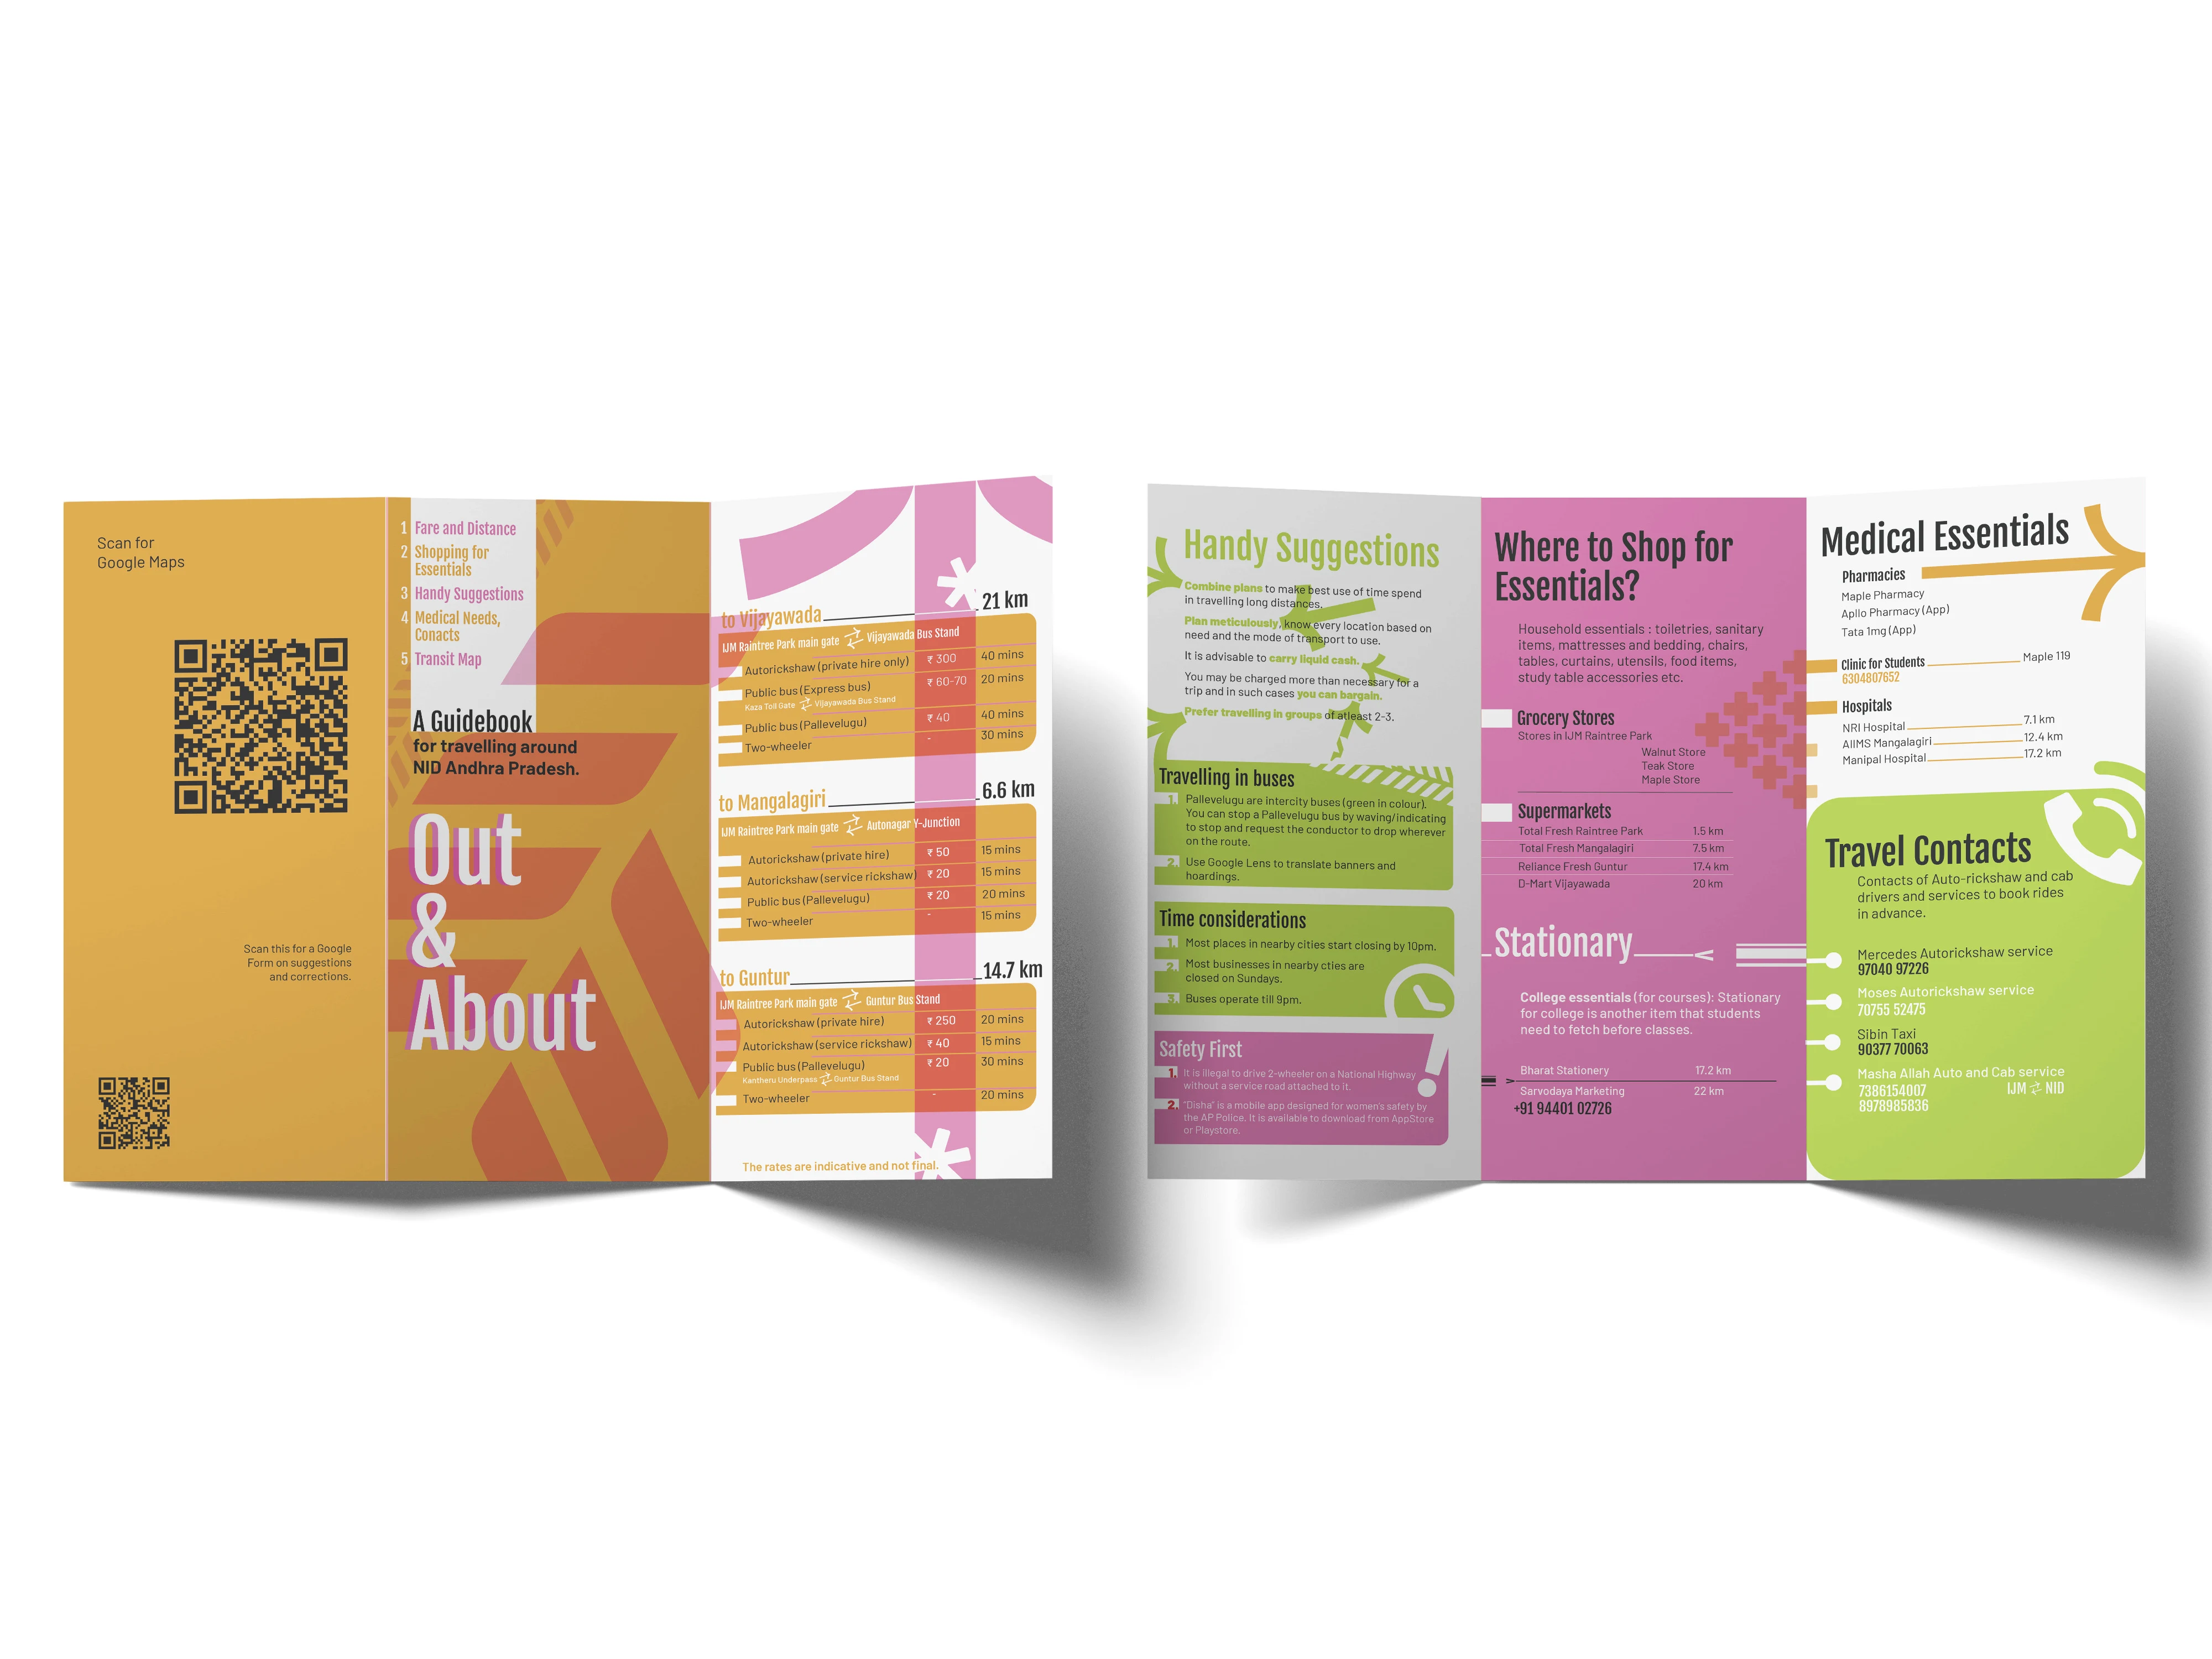 Scan for
Google Maps
Scan this for a Google
Form on suggestions
and corrections.
1 Fare and Distance
2 Shopping for
Essentials
3 Handy Suggestions
4 Medical Needs,
Conacts
5 Transit Map
A Guidebook
for travelling around
NID Andhra Pradesh.
Out
&
About
to Vijayawada 21 km
IJM Raintree Park main gate Vijayawada Bus Stand
Autorickshaw (private hire only) ₹ 300 40 mins
Public bus (Express bus) ₹ 60-70 20 mins
Kaza Toll Gate Vijayawada Bus Stand
Public bus (Pallevelugu) ₹ 40 40 mins
Two-wheeler - 30 mins
to Mangalagiri 6.6 km
IJM Raintree Park main gate Autonagar Y-Junction
Autorickshaw (private hire) ₹ 50 15 mins
Autorickshaw (service rickshaw) ₹ 20 15 mins
Public bus (Pallevelugu) ₹ 20 20 mins
Two-wheeler - 15 mins
to Guntur 14.7 km
IJM Raintree Park main gate Guntur Bus Stand
Autorickshaw (private hire) ₹ 250 20 mins
Autorickshaw (service rickshaw) ₹ 40 15 mins
Public bus (Pallevelugu) ₹ 20 30 mins
Kantheru Underpass Guntur Bus Stand
Two-wheeler - 20 mins
The rates are indicative and not final.
Handy Suggestions
Combine plans to make best use of time spend
in travelling long distances.
Plan meticulously, know every location based on
need and the mode of transport to use.
It is advisable to carry liquid cash.
You may be charged more than necessary for a
trip and in such cases you can bargain.
Prefer travelling in groups of atleast 2-3.
Travelling in buses
1. Pallevelugu are intercity buses (green in colour).
You can stop a Pallevelugu bus by waving/indicating
to stop and request the conductor to drop wherever
on the route.
2. Use Google Lens to translate banners and
hoardings.
Time considerations
1. Most places in nearby cities start closing by 10pm.
2. Most businesses in nearby cties are
closed on Sundays.
3. Buses operate till 9pm.
Safety First
1. It is illegal to drive 2-wheeler on a National Highway
without a service road attached to it.
2. "Disha" is a mobile app designed for women's safety by
the AP Police. It is available to download from AppStore
or Playstore.
Where to Shop for
Essentials?
Household essentials : toiletries, sanitary
items, mattresses and bedding, chairs,
tables, curtains, utensils, food items,
study table accessories etc.
Grocery Stores
Stores in IJM Raintree Park
Walnut Store
Teak Store
Maple Store
Supermarkets
Total Fresh Raintree Park 1.5 km
Total Fresh Mangalagiri 7.5 km
Reliance Fresh Guntur 17.4 km
D-Mart Vijayawada 20 km
Stationary
College essentials (for courses): Stationary
for college is another item that students
need to fetch before classes.
Bharat Stationery 17.2 km
Sarvodaya Marketing 22 km
+91 94401 02726
Medical Essentials
Pharmacies
Maple Pharmacy
Apllo Pharmacy (App)
Tata 1mg (App)
Clinic for Students Maple 119
6304807652
Hospitals
NRI Hospital 7.1 km
AIIMS Mangalagiri 12.4 km
Manipal Hospital 17.2 km
Travel Contacts
Contacts of Auto-rickshaw and cab
drivers and services to book rides
in advance.
Mercedes Autorickshaw service
97040 97226
Moses Autorickshaw service
70755 52475
Sibin Taxi
90377 70063
Masha Allah Auto and Cab service
7386154007 IJM NID
8978985836